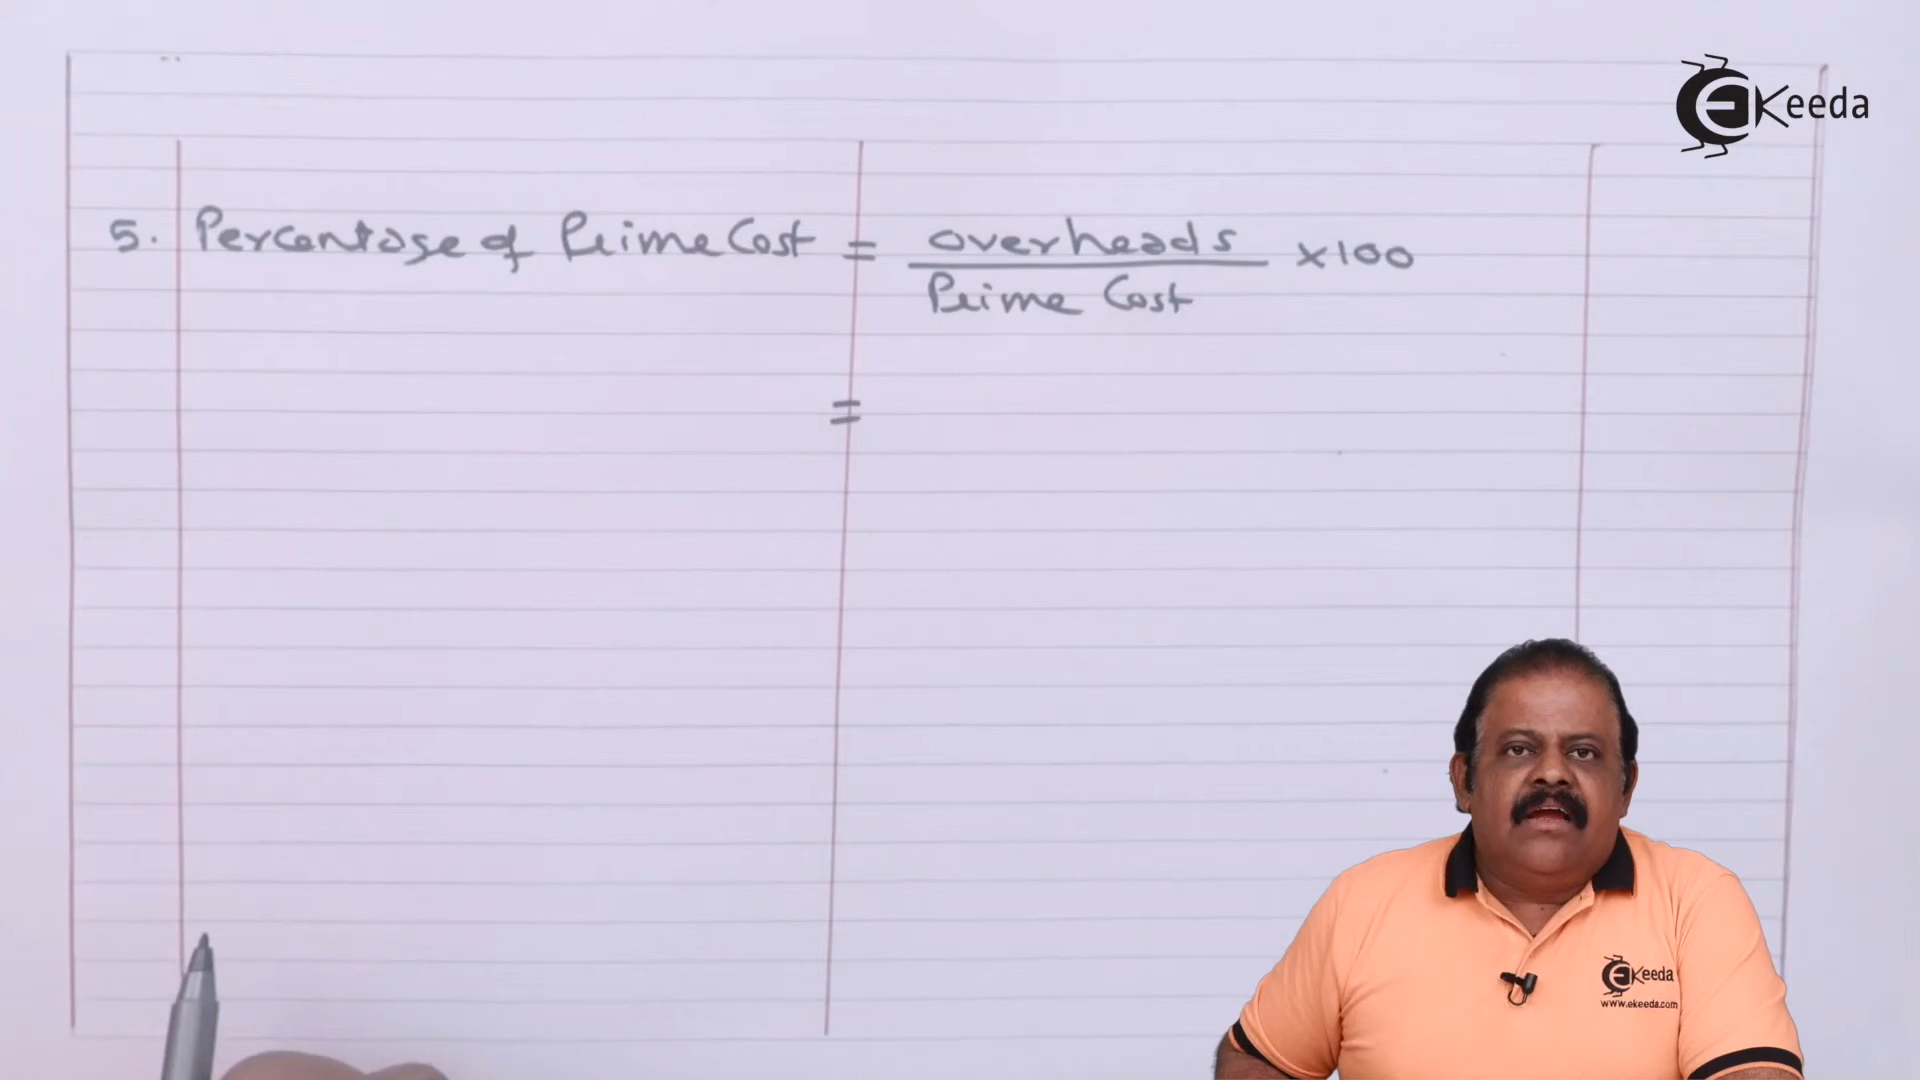 eKeeda
5. Percentage of Prime Cost = overheads ×100
Prime Cost
=
eKeeda
www.ekeeda.com